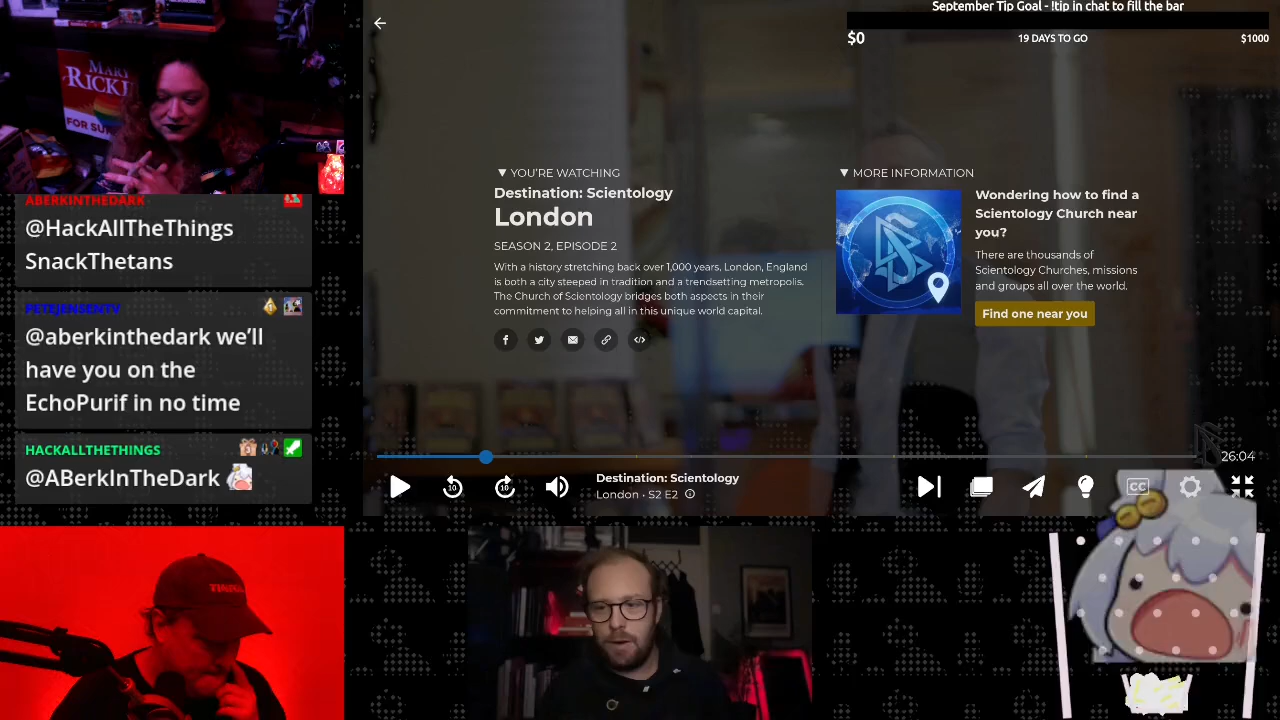 September Tip Goal - !tip in chat to fill the bar
$0
19 DAYS TO GO
$1000
MARY
RICKE
FOR SU
ABERKINTHEDARK
@HackAllTheThings
SnackThetans
PETEJENSENTV
@aberkinthedark we'll
have you on the
EchoPurif in no time
HACKALLTHETHINGS
@ABerkInTheDark
▼ YOU'RE WATCHING
Destination: Scientology
London
SEASON 2, EPISODE 2
With a history stretching back over 1,000 years, London, England
is both a city steeped in tradition and a trendsetting metropolis.
The Church of Scientology bridges both aspects in their
commitment to helping all in this unique world capital.
▼ MORE INFORMATION
Wondering how to find a
Scientology Church near
you?
There are thousands of
Scientology Churches, missions
and groups all over the world.
Find one near you
26:04
10
10
Destination: Scientology
London · S2 E2
CC